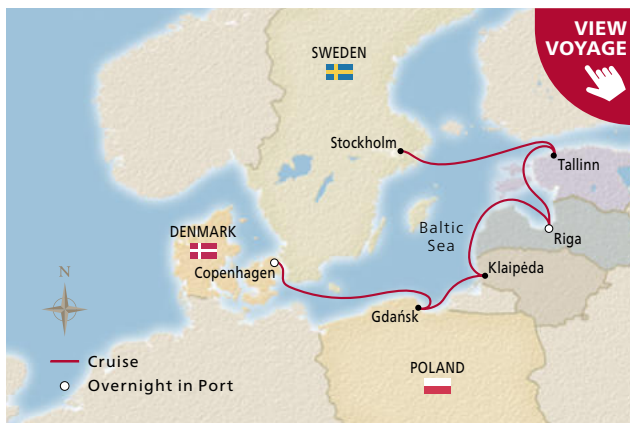 VIEW
VOYAGE
SWEDEN
Stockholm
Tallinn
Baltic
Sea
Riga
DENMARK
Copenhagen
Klaipėda
N
Gdańsk
Cruise
Overnight in Port
POLAND